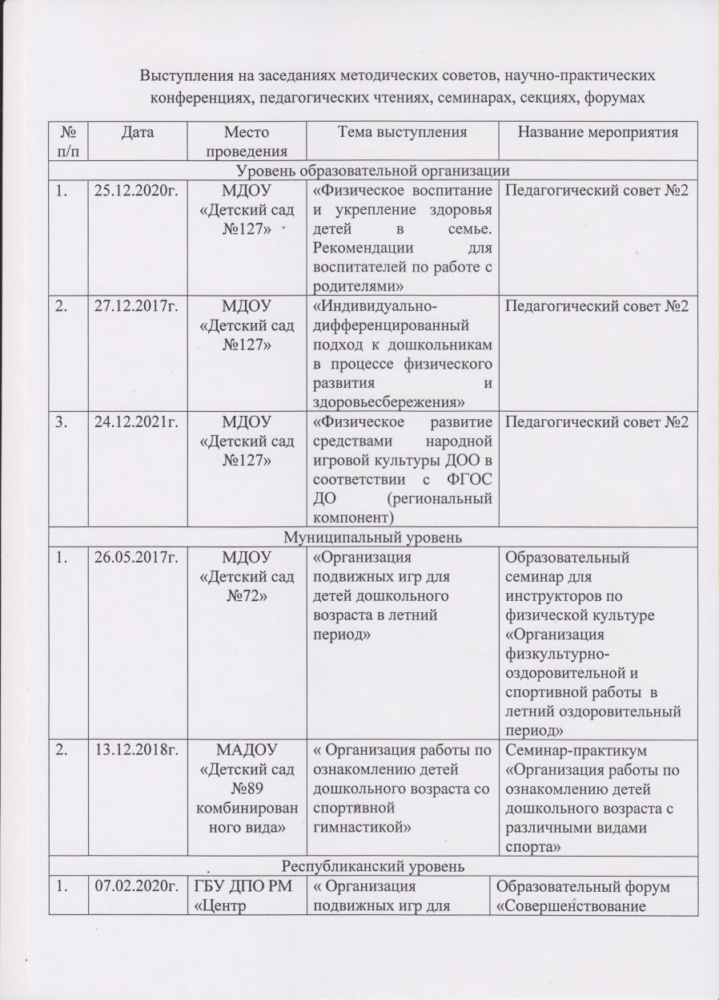 Выступления на заседаниях методических советов, научно-практических
конференциях, педагогических чтениях, семинарах, секциях, форумах
№ п/п
Дата
Место проведения
Тема выступления
Название мероприятия
Уровень образовательной организации
1.
25.12.2020г.
МДОУ
«Детский сад
№127»
«Физическое воспитание
и укрепление здоровья
детей в семье.
Рекомендации для
воспитателей по работе с
родителями»
Педагогический совет №2
2.
27.12.2017г.
МДОУ
«Детский сад
№127»
«Индивидуально-
дифференцированный
подход к дошкольникам
в процессе физического
развития и
здоровьесбережения»
Педагогический совет №2
3.
24.12.2021г.
МДОУ
«Детский сад
№127»
«Физическое развитие
средствами народной
игровой культуры ДОО в
соответствии с ФГОС
ДО (региональный
компонент)
Педагогический совет №2
Муниципальный уровень
1.
26.05.2017г.
МДОУ
«Детский сад
№72»
«Организация
подвижных игр для
детей дошкольного
возраста в летний
период»
Образовательный
семинар для
инструкторов по
физической культуре
«Организация
физкультурно-
оздоровительной и
спортивной работы в
летний оздоровительный
период»
2.
13.12.2018г.
МАДОУ
«Детский сад
№89
комбинирован
ного вида»
« Организация работы по
ознакомлению детей
дошкольного возраста со
спортивной
гимнастикой»
Семинар-практикум
«Организация работы по
ознакомлению детей
дошкольного возраста с
различными видами
спорта»
Республиканский уровень
1.
07.02.2020г.
ГБУ ДПО РМ
«Центр
« Организация
подвижных игр для
Образовательный форум
«Совершенствование